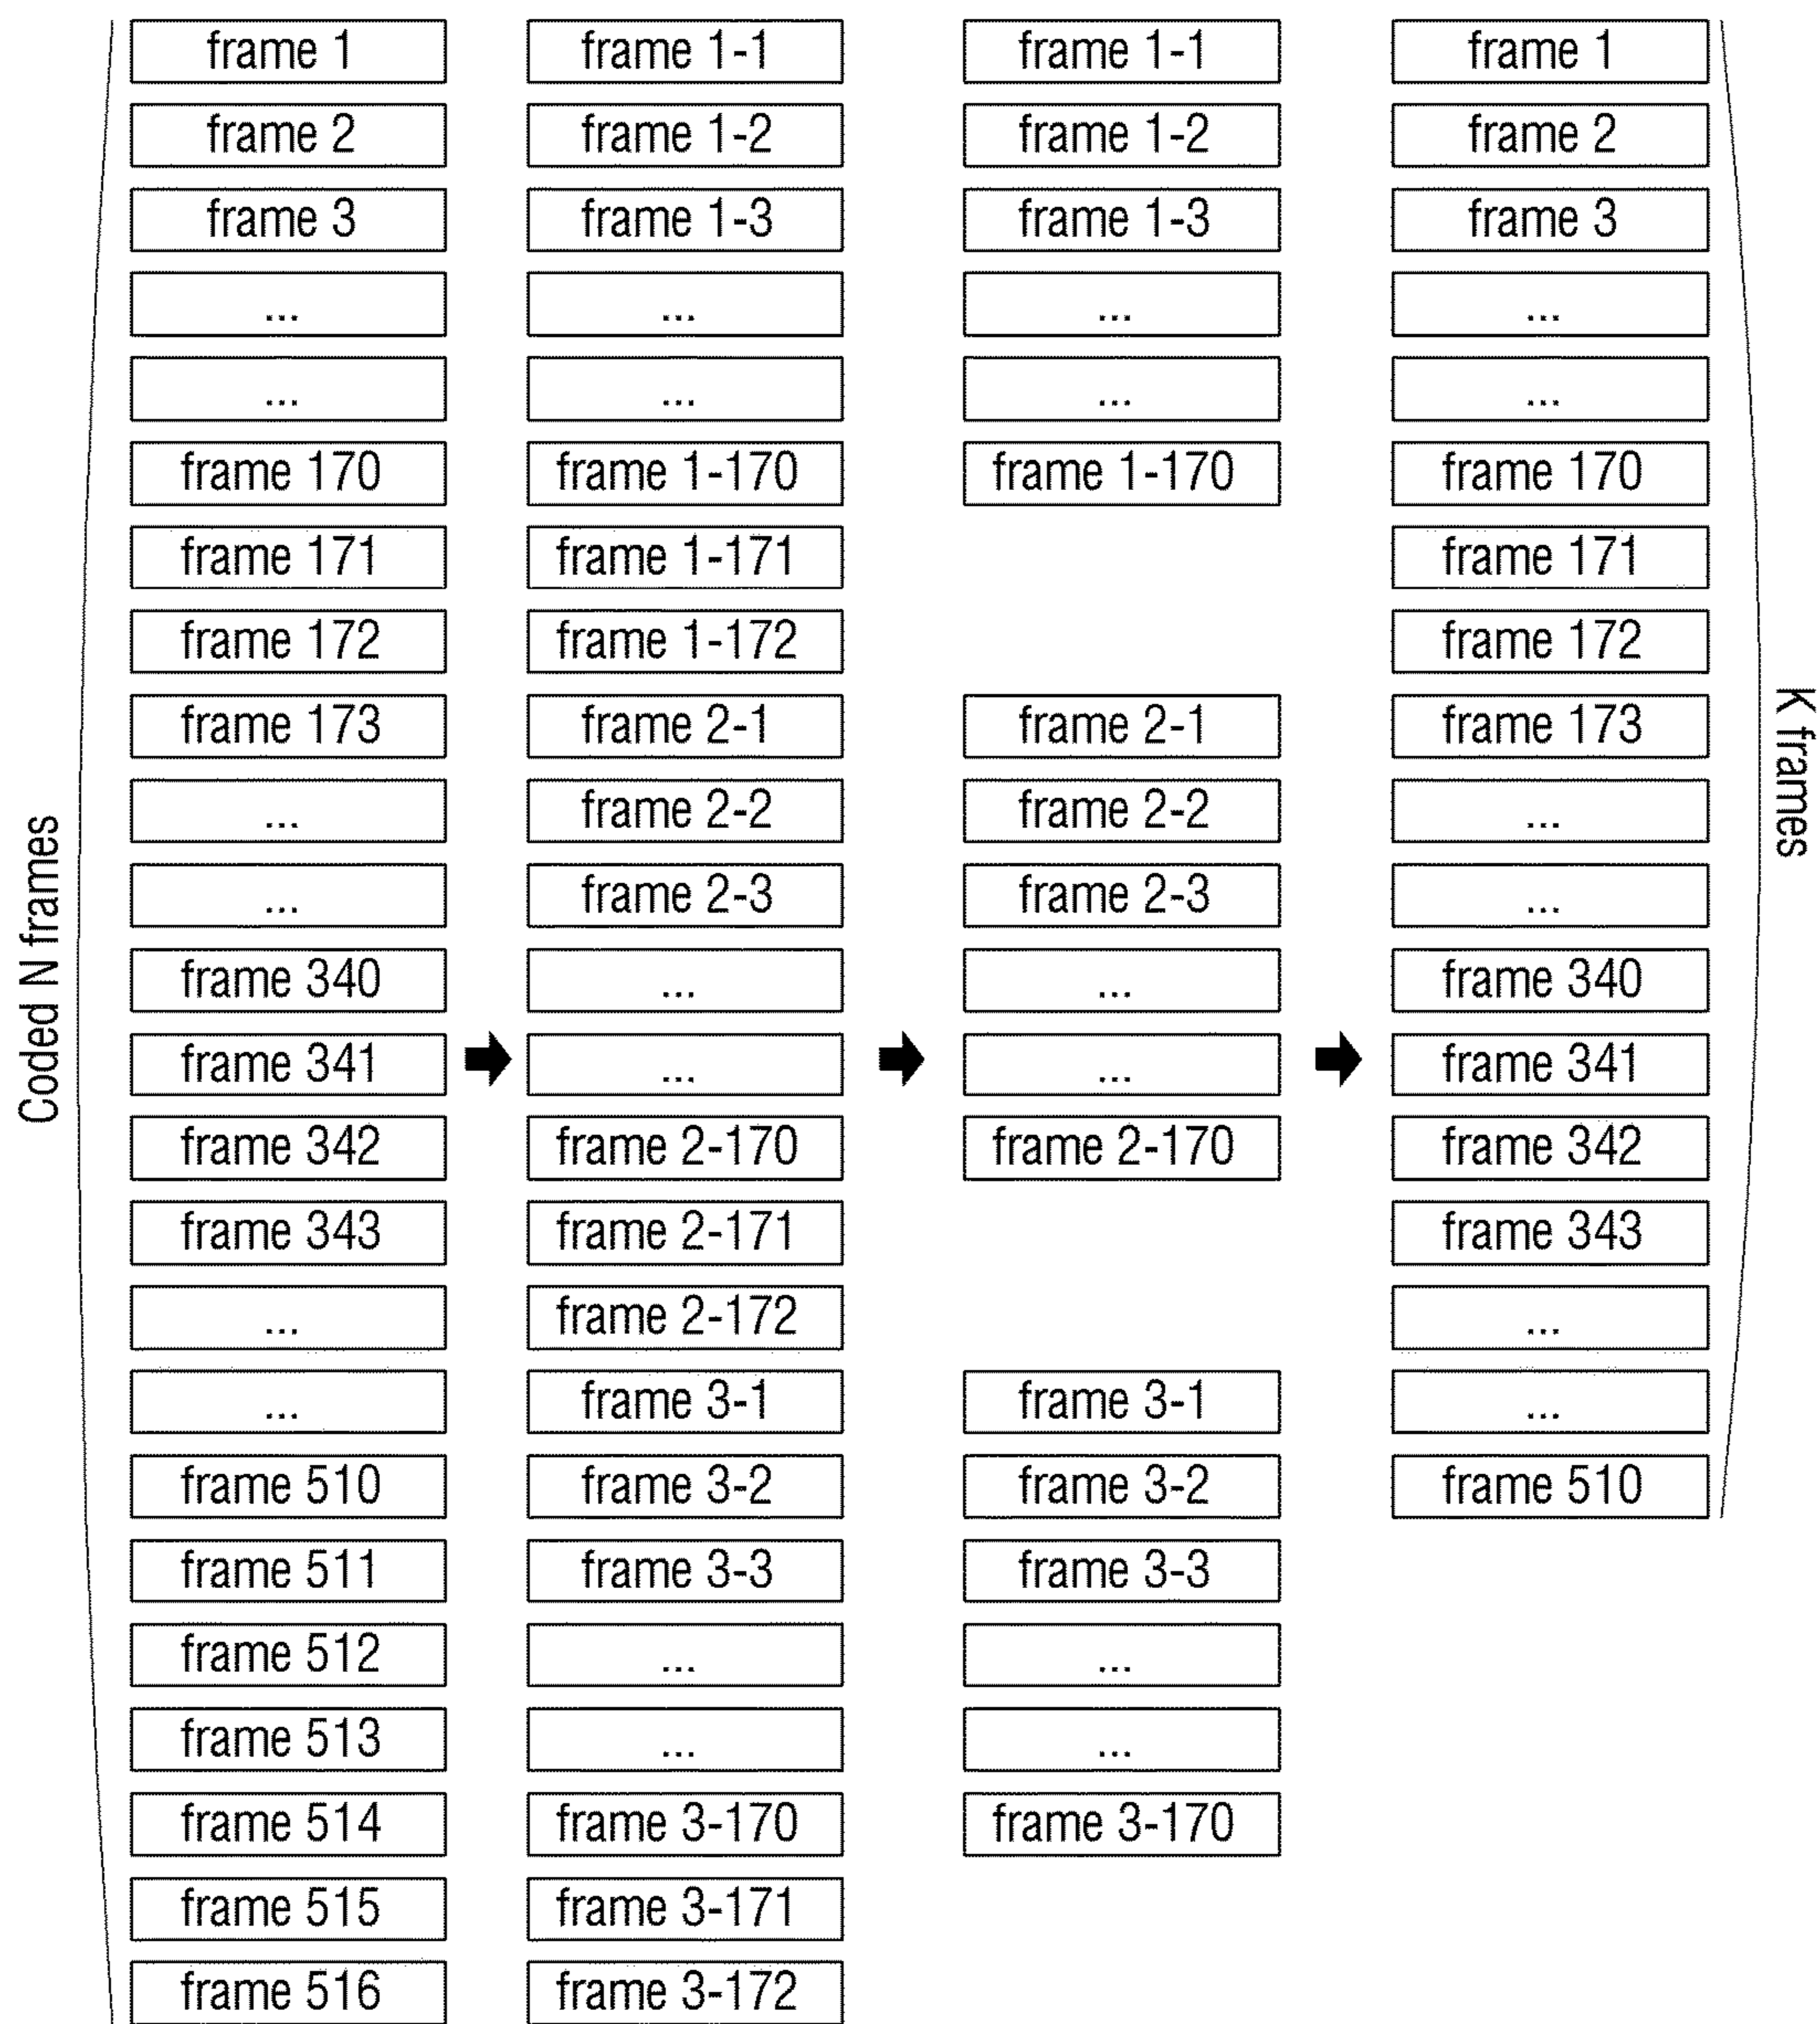 Coded N frames
frame 1
frame 2
frame 3
...
...
frame 170
frame 171
frame 172
frame 173
...
...
frame 340
frame 341
frame 342
frame 343
...
...
frame 510
frame 511
frame 512
frame 513
frame 514
frame 515
frame 516
frame 1-1
frame 1-2
frame 1-3
...
...
frame 1-170
frame 1-171
frame 1-172
frame 2-1
frame 2-2
frame 2-3
...
...
frame 2-170
frame 2-171
frame 2-172
frame 3-1
frame 3-2
frame 3-3
...
...
frame 3-170
frame 3-171
frame 3-172
frame 1-1
frame 1-2
frame 1-3
...
...
frame 1-170
frame 2-1
frame 2-2
frame 2-3
...
...
frame 2-170
frame 3-1
frame 3-2
frame 3-3
...
...
frame 3-170
frame 1
frame 2
frame 3
...
...
frame 170
frame 171
frame 172
frame 173
...
...
frame 340
frame 341
frame 342
frame 343
...
...
frame 510
K frames